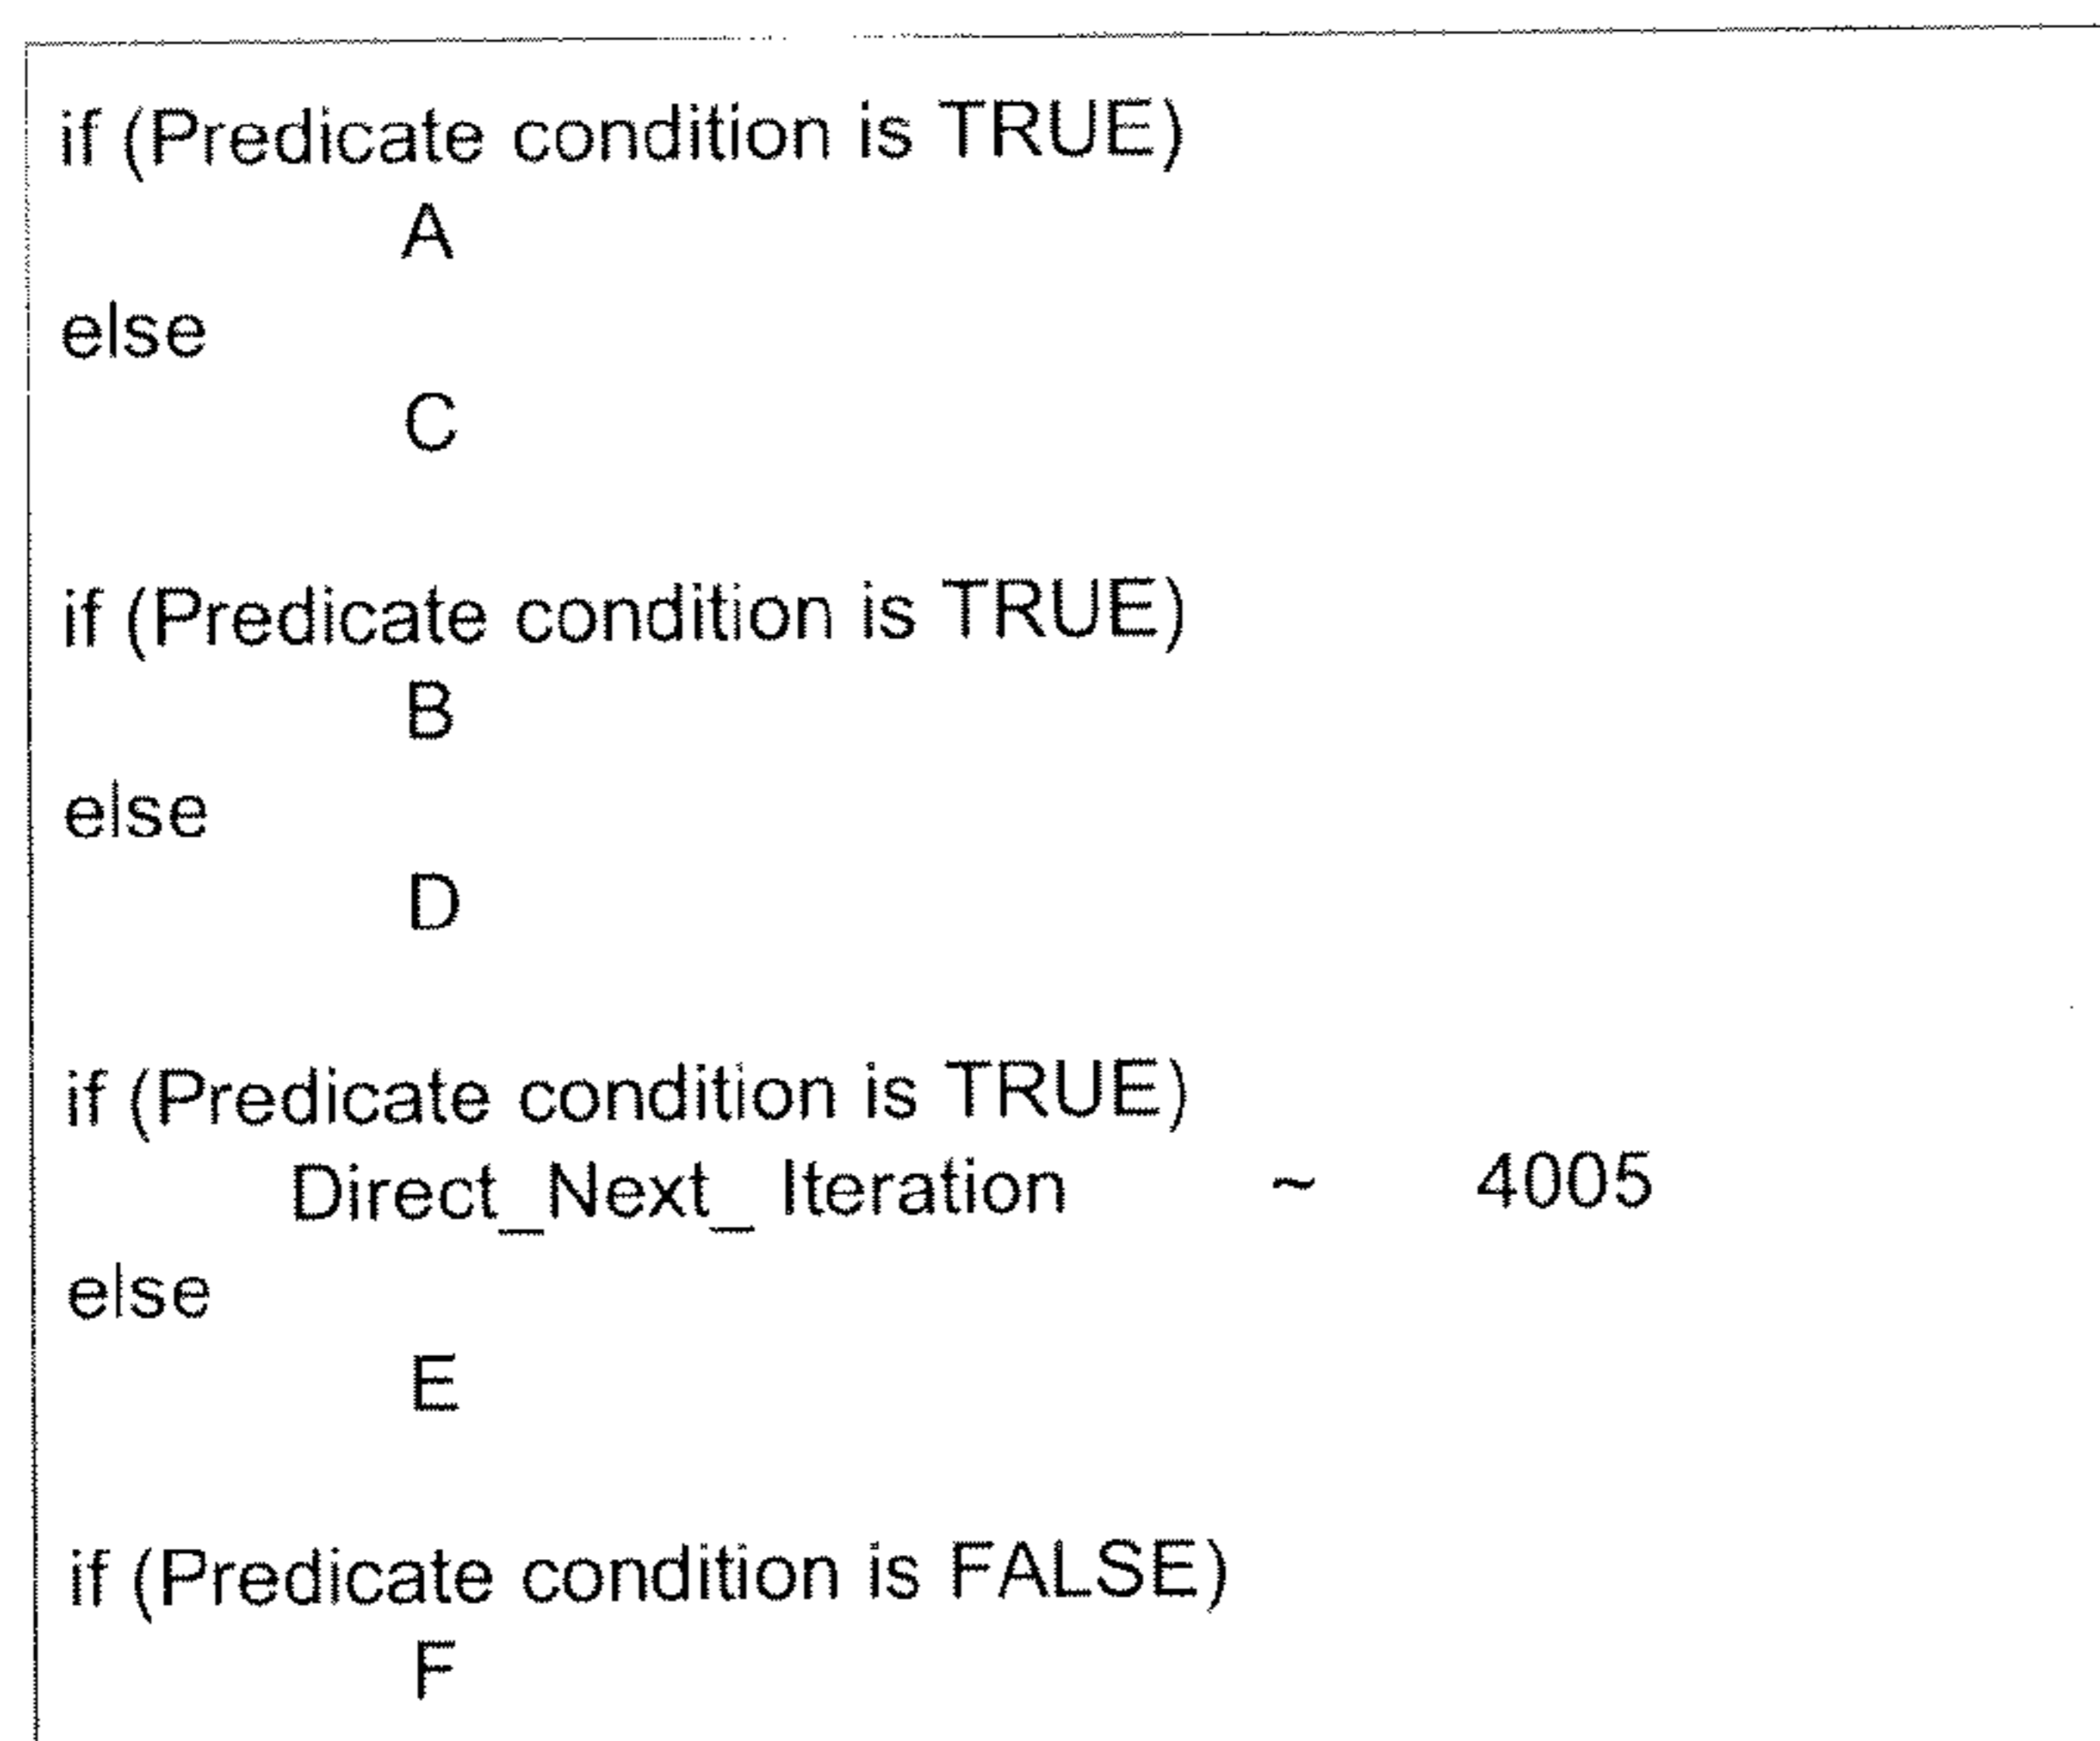 if (Predicate condition is TRUE)
A
else
C
if (Predicate condition is TRUE)
B
else
D
if (Predicate condition is TRUE)
Direct_Next_ Iteration ~ 4005
else
E
if (Predicate condition is FALSE)
F